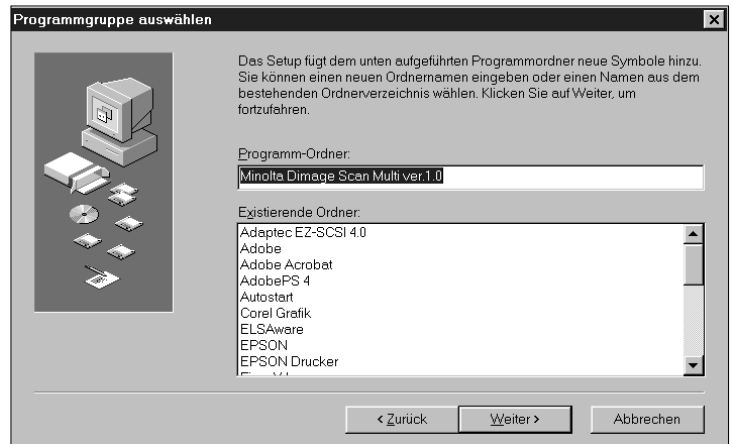 Programmgruppe auswählen
Das Setup fügt dem unten aufgeführten Programmordner neue Symbole hinzu.
Sie können einen neuen Ordnernamen eingeben oder einen Namen aus dem
bestehenden Ordnerverzeichnis wählen. Klicken Sie auf Weiter, um
fortzufahren.
Programm-Ordner:
Minolta Dimage Scan Multi ver.1.0
Existierende Ordner:
Adaptec EZ-SCSI 4.0
Adobe
Adobe Acrobat
AdobePS 4
Autostart
Corel Grafik
ELSAware
EPSON
EPSON Drucker
< Zurück
Weiter >
Abbrechen